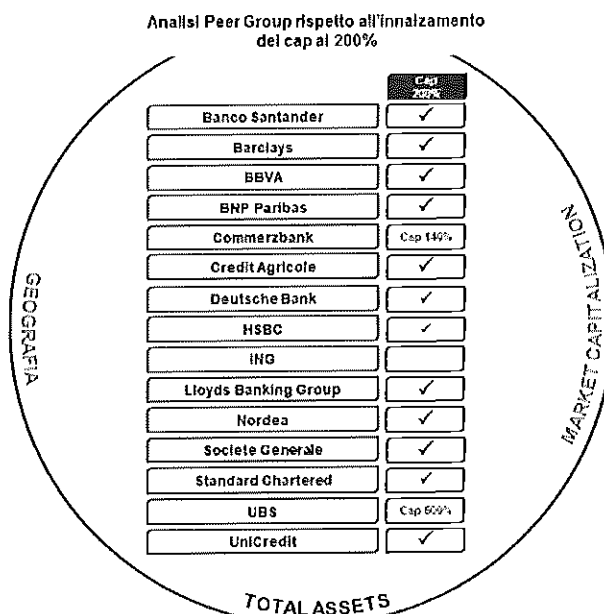 Analisi Peer Group rispetto all'innalzamento
del cap al 200%
Cap
200%
Banco Santander ✓
Barclays ✓
BBVA ✓
BNP Paribas ✓
Commerzbank Cap 140%
Credit Agricole ✓
Deutsche Bank ✓
HSBC ✓
ING
Lloyds Banking Group ✓
Nordea ✓
Societe Generale ✓
Standard Chartered ✓
UBS
UniCredit ✓
GEOGRAFIA
MARKET CAPITALIZATION
TOTAL ASSETS